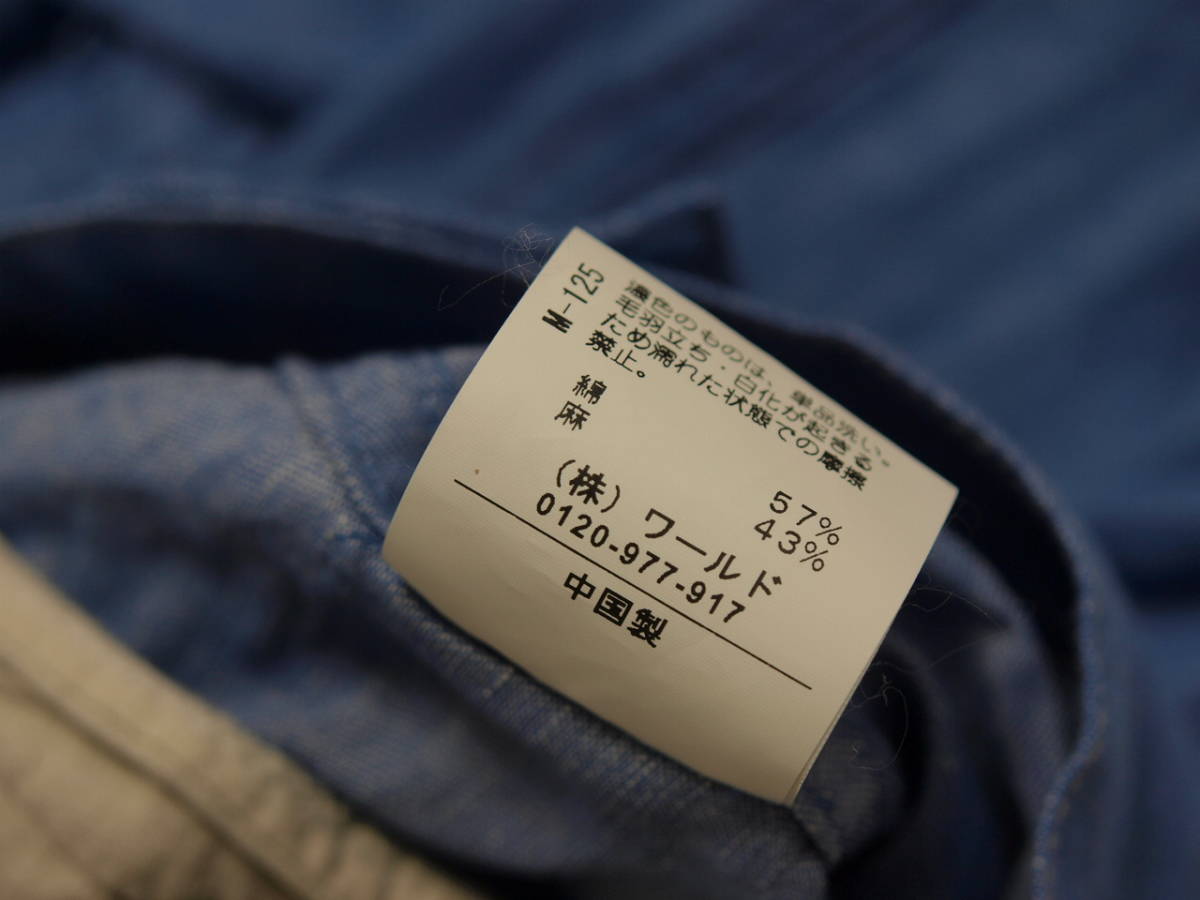 M-125
濃色のものは、単品洗い。
毛羽立ち・白化が起きる
ため濡れた状態での摩擦
禁止。
綿 57%
麻 43%
(株)ワールド
0120-977-917
中国製